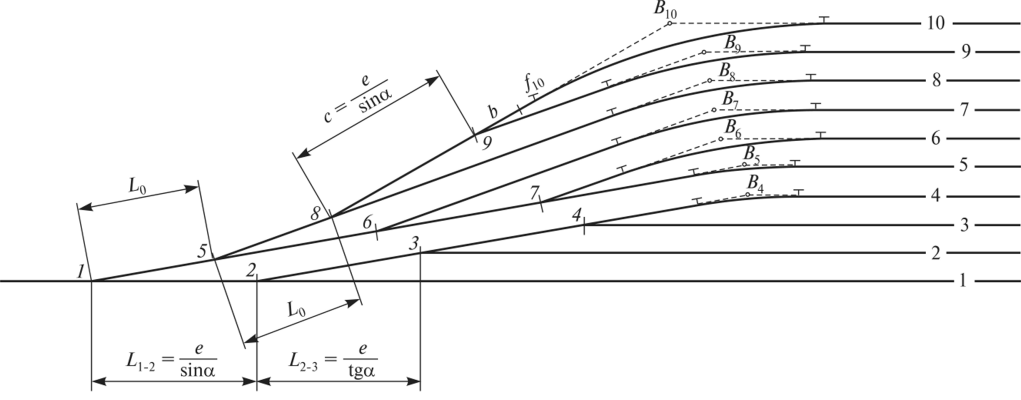 B10
10
B9
9
f10
B8
8
c = e/sinα
b
B7
7
9
B6
6
B5
5
L0
B4
4
8
6
7
4
3
5
3
2
1
2
1
L0
L1-2 = e/sinα
L2-3 = e/tgα